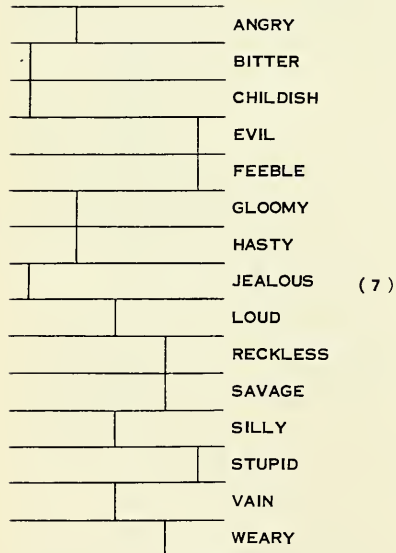 ANGRY
BITTER
CHILDISH
EVIL
FEEBLE
GLOOMY
HASTY
JEALOUS (7)
LOUD
RECKLESS
SAVAGE
SILLY
STUPID
VAIN
WEARY